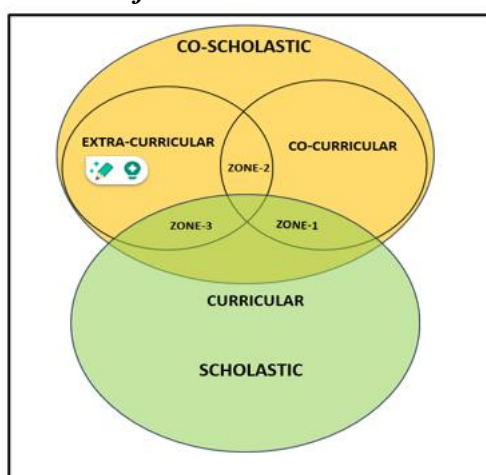 CO-SCHOLASTIC
EXTRA-CURRICULAR
CO-CURRICULAR
ZONE-2
ZONE-3
ZONE-1
CURRICULAR
SCHOLASTIC